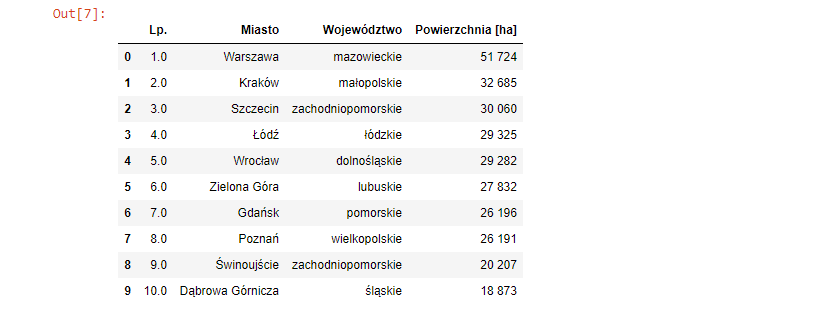 Out[7]:
Lp. Miasto Województwo Powierzchnia [ha]
0 1.0 Warszawa mazowieckie 51 724
1 2.0 Kraków małopolskie 32 685
2 3.0 Szczecin zachodniopomorskie 30 060
3 4.0 Łódź łódzkie 29 325
4 5.0 Wrocław dolnośląskie 29 282
5 6.0 Zielona Góra lubuskie 27 832
6 7.0 Gdańsk pomorskie 26 196
7 8.0 Poznań wielkopolskie 26 191
8 9.0 Świnoujście zachodniopomorskie 20 207
9 10.0 Dąbrowa Górnicza śląskie 18 873